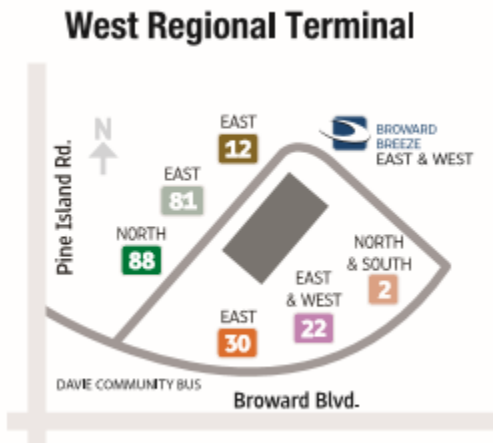 West Regional Terminal
N
Pine Island Rd.
EAST
12
BROWARD
BREEZE
EAST & WEST
EAST
81
NORTH
88
NORTH
& SOUTH
2
EAST
& WEST
22
EAST
30
DAVIE COMMUNITY BUS
Broward Blvd.